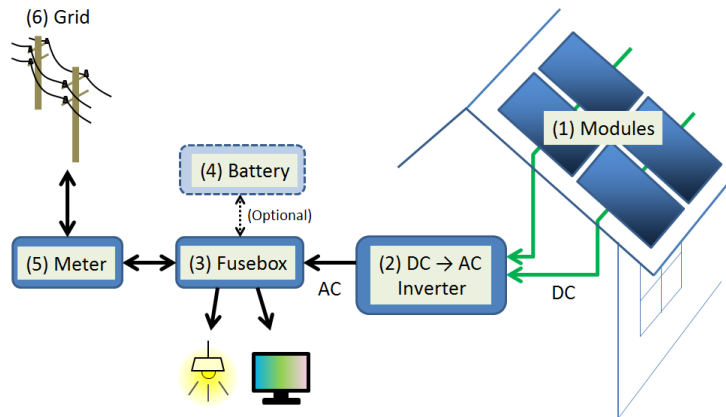 (6) Grid
(1) Modules
(4) Battery
(Optional)
(5) Meter
(3) Fusebox
AC
(2) DC → AC
Inverter
DC